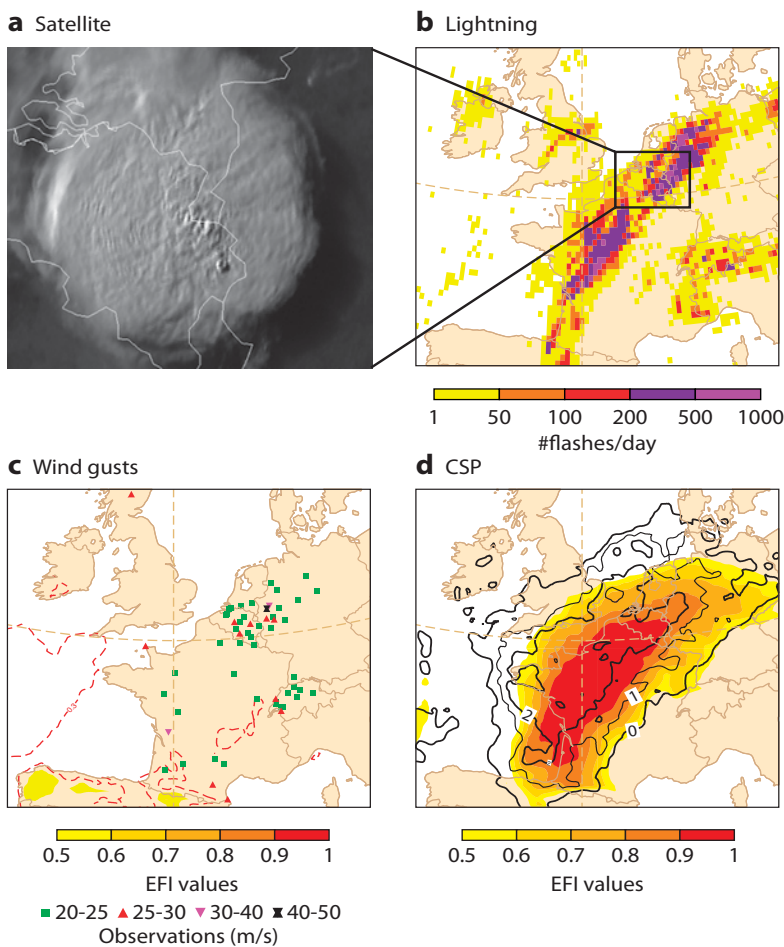 a Satellite
b Lightning
1 50 100 200 500 1000
#flashes/day
c Wind gusts
d CSP
0.5
2
1
0
0.5 0.6 0.7 0.8 0.9 1
EFI values
20-25 25-30 30-40 40-50
Observations (m/s)
0.5 0.6 0.7 0.8 0.9 1
EFI values